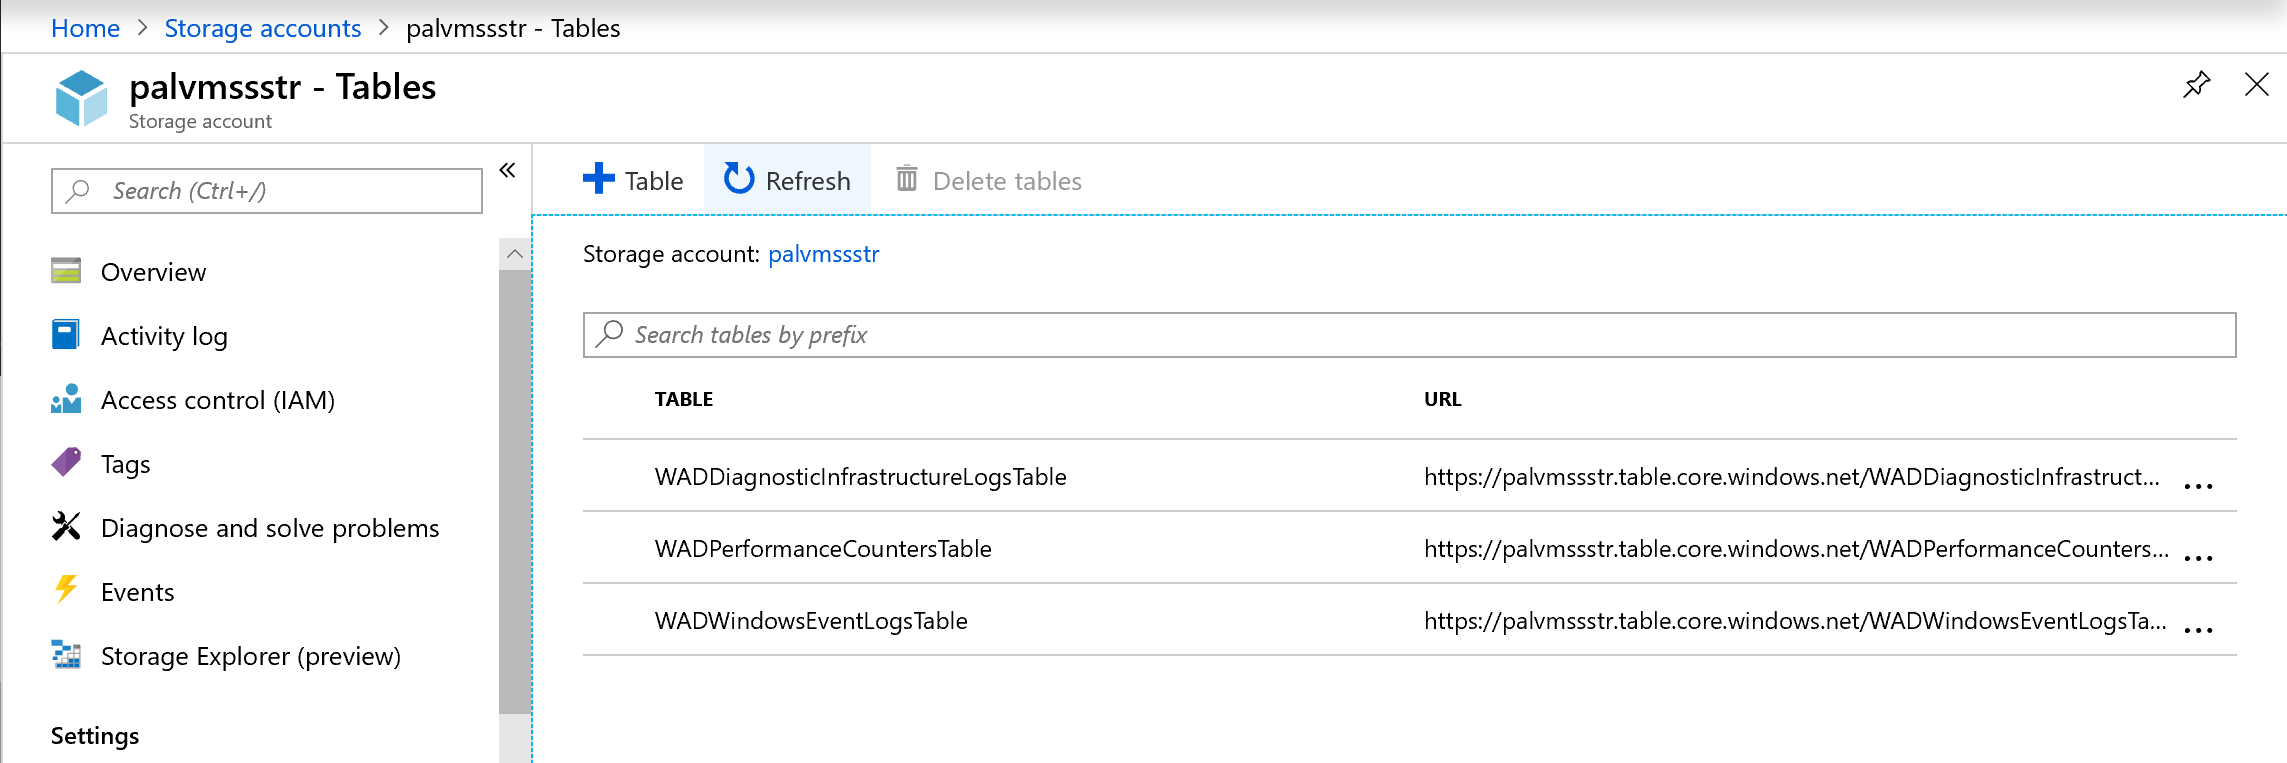 Home > Storage accounts > palvmssstr - Tables
palvmssstr - Tables
Storage account
Search (Ctrl+/)
«
Overview
Activity log
Access control (IAM)
Tags
Diagnose and solve problems
Events
Storage Explorer (preview)
Settings
Table Refresh Delete tables
Storage account: palvmssstr
Search tables by prefix
TABLE URL
WADDiagnosticInfrastructureLogsTable https://palvmssstr.table.core.windows.net/WADDiagnosticInfrastruct... ...
WADPerformanceCountersTable https://palvmssstr.table.core.windows.net/WADPerformanceCounters... ...
WADWindowsEventLogsTable https://palvmssstr.table.core.windows.net/WADWindowsEventLogsTa... ...